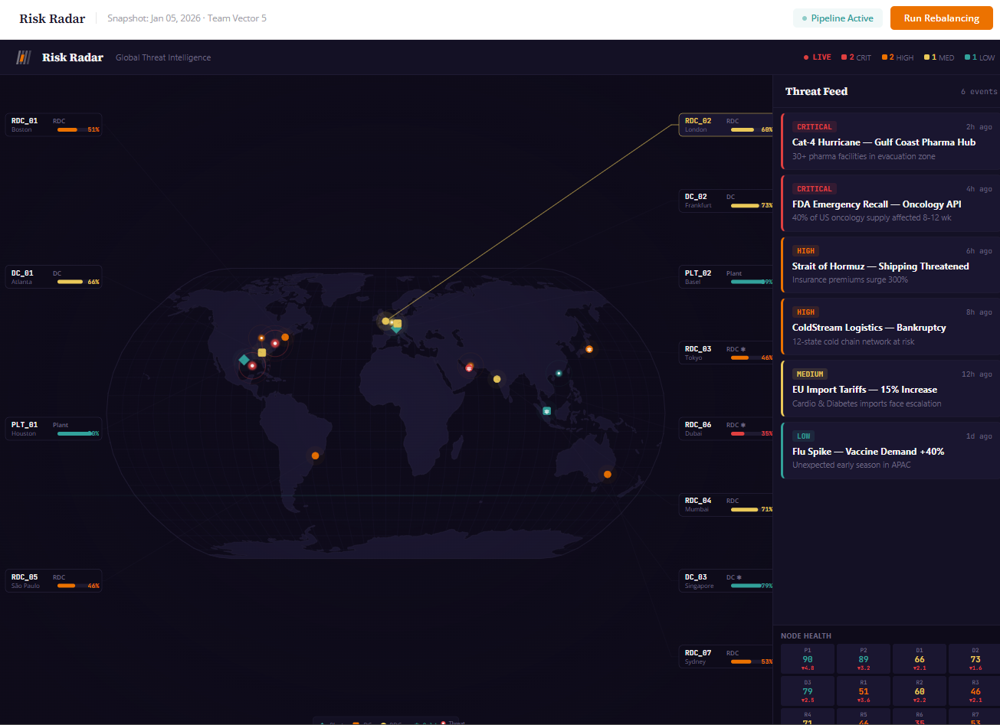 Risk Radar
Snapshot: Jan 05, 2026 · Team Vector 5
Pipeline Active
Run Rebalancing
Risk Radar
Global Threat Intelligence
LIVE
2 CRIT
2 HIGH
1 MED
1 LOW
RDC_01 RDC
Boston 51%
DC_01 DC
Atlanta 66%
PLT_01 Plant
Houston
RDC_05 RDC
São Paulo 46%
RDC_02 RDC
London 60%
DC_02 DC
Frankfurt 73%
PLT_02 Plant
Basel 89%
RDC_03 RDC ✱
Tokyo 46%
RDC_06 RDC ✱
Dubai 35%
RDC_04 RDC
Mumbai 71%
DC_03 DC ✱
Singapore 79%
RDC_07 RDC
Sydney 53%
Threat Feed
6 events
CRITICAL 2h ago
Cat-4 Hurricane — Gulf Coast Pharma Hub
30+ pharma facilities in evacuation zone
CRITICAL 4h ago
FDA Emergency Recall — Oncology API
40% of US oncology supply affected 8-12 wk
HIGH 6h ago
Strait of Hormuz — Shipping Threatened
Insurance premiums surge 300%
HIGH 8h ago
ColdStream Logistics — Bankruptcy
12-state cold chain network at risk
MEDIUM 12h ago
EU Import Tariffs — 15% Increase
Cardio & Diabetes imports face escalation
LOW 1d ago
Flu Spike — Vaccine Demand +40%
Unexpected early season in APAC
NODE HEALTH
P1 P2 D1 D2
90 89 66 73
▼4.8 ▼3.2 ▼2.1 ▼1.6
D3 R1 R2 R3
79 51 60 46
▼2.5 ▼3.6 ▼2.2 ▼2.1
R4 R5 R6 R7
71 46 35 53
Threat